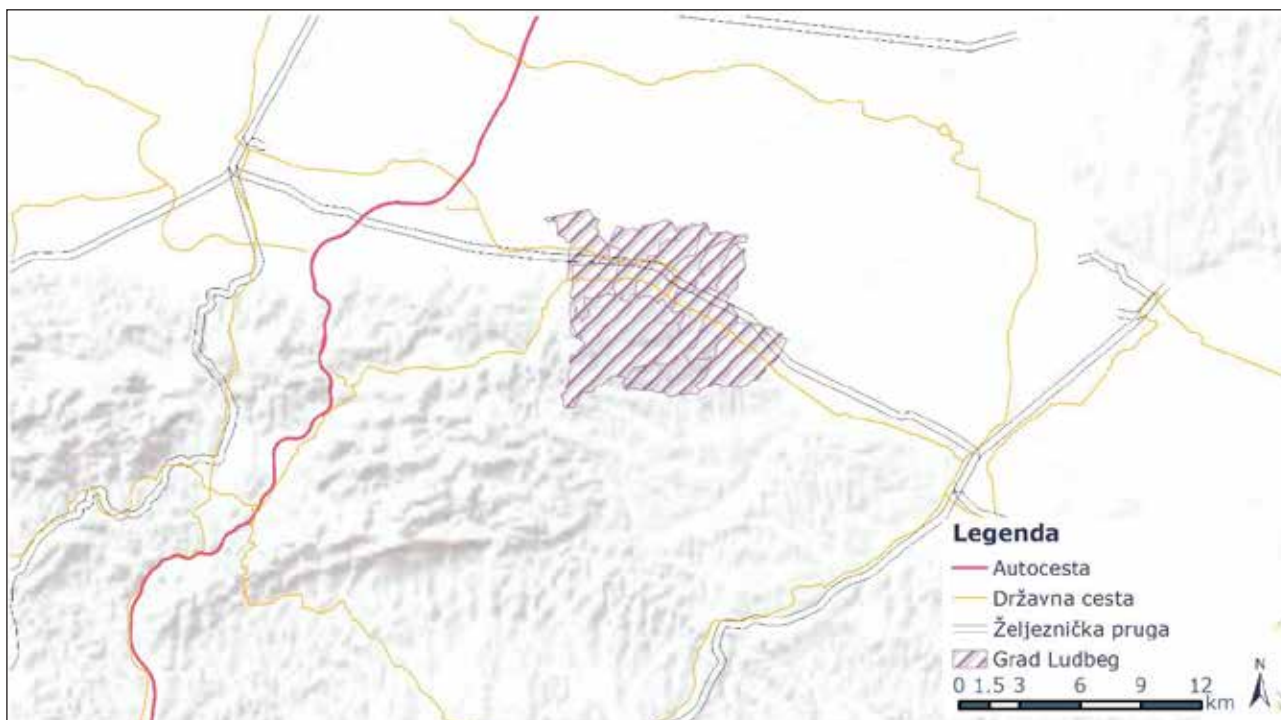 Legenda
Autocesta
Državna cesta
Željeznička pruga
Grad Ludbeg
0 1.5 3 6 9 12
km
N